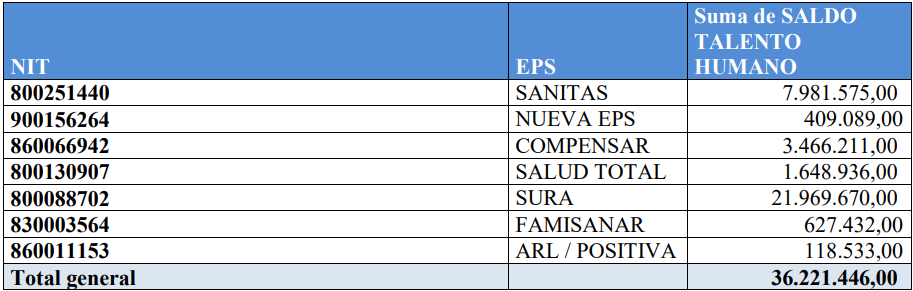 NIT EPS Suma de SALDO TALENTO HUMANO
800251440 SANITAS 7.981.575,00
900156264 NUEVA EPS 409.089,00
860066942 COMPENSAR 3.466.211,00
800130907 SALUD TOTAL 1.648.936,00
800088702 SURA 21.969.670,00
830003564 FAMISANAR 627.432,00
860011153 ARL / POSITIVA 118.533,00
Total general 36.221.446,00